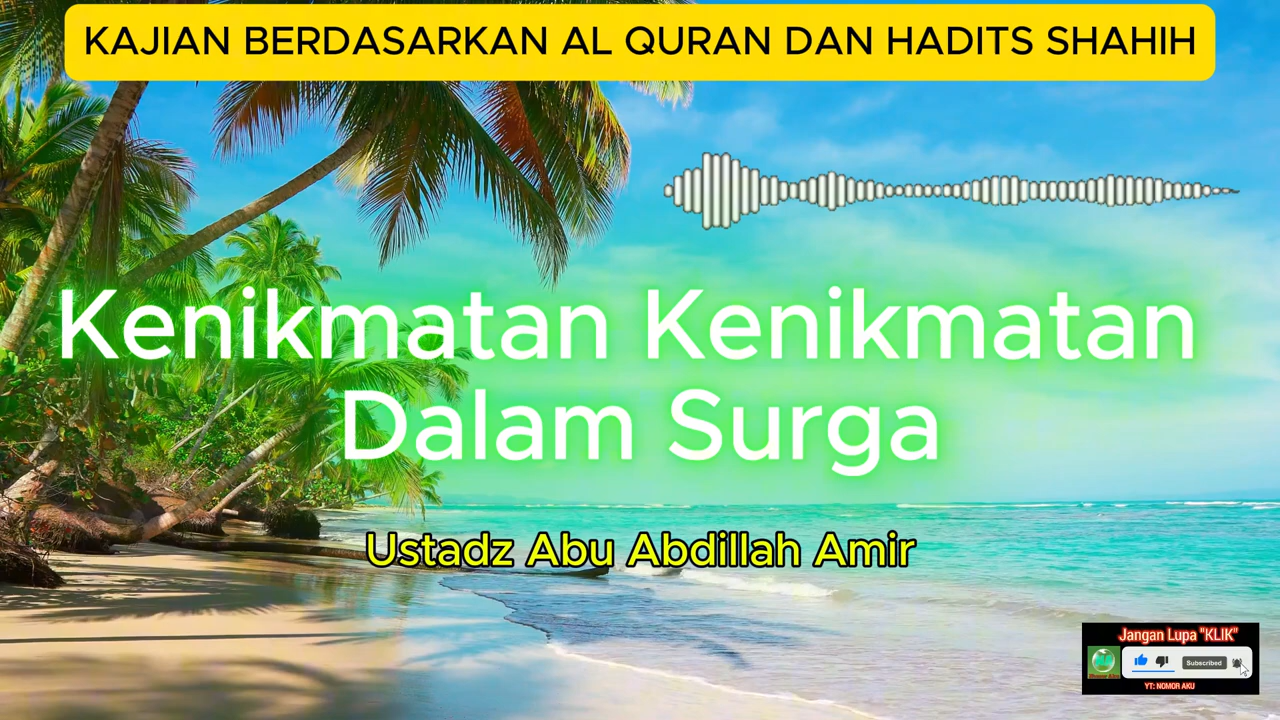 KAJIAN BERDASARKAN AL QURAN DAN HADITS SHAHIH
Kenikmatan Kenikmatan
Dalam Surga
Ustadz Abu Abdillah Amir
Jangan Lupa "KLIK"
Subscribed
YT: NOMOR AKU